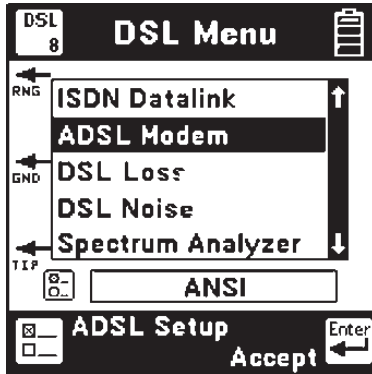 DSL
8
DSL Menu
RNG
ISDN Datalink
ADSL Modem
GND
DSL Loss
DSL Noise
TIP
Spectrum Analyzer
ANSI
ADSL Setup
Enter
Accept